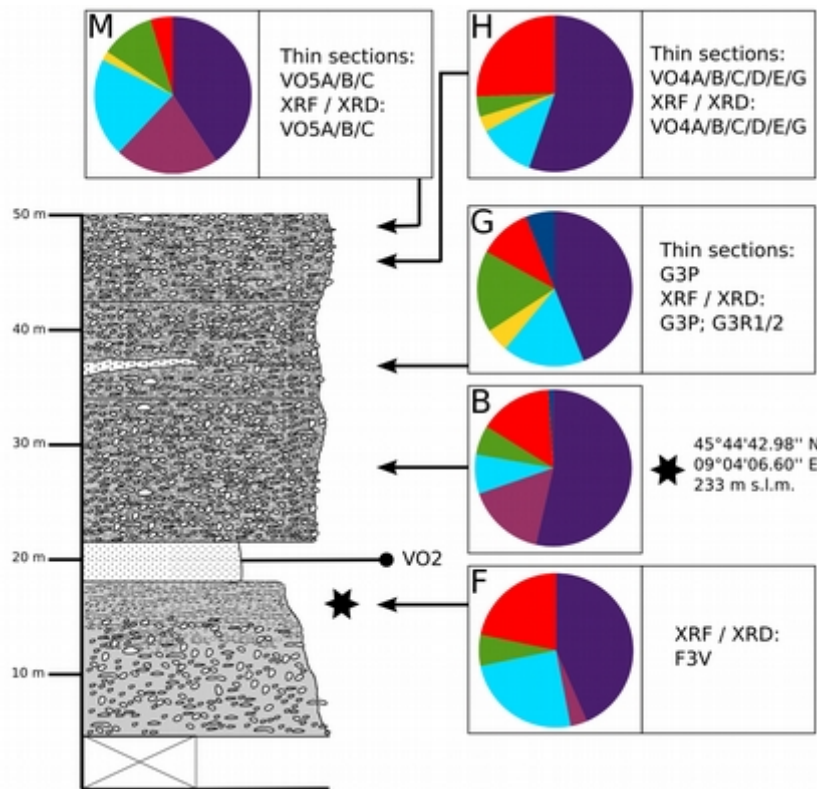 M
Thin sections:
VO5A/B/C
XRF / XRD:
VO5A/B/C
H
Thin sections:
VO4A/B/C/D/E/G
XRF / XRD:
VO4A/B/C/D/E/G
50 m
G
Thin sections:
G3P
XRF / XRD:
G3P; G3R1/2
40 m
B
45°44'42.98'' N
09°04'06.60'' E
233 m s.l.m.
30 m
20 m
VO2
F
XRF / XRD:
F3V
10 m